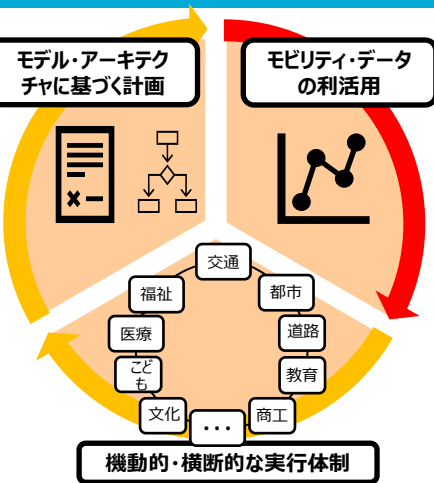 モデル・アーキテク
チャに基づく計画
モビリティ・データ
の利活用
交通
福祉
都市
医療
道路
こど
も
教育
文化
商工
...
機動的・横断的な実行体制